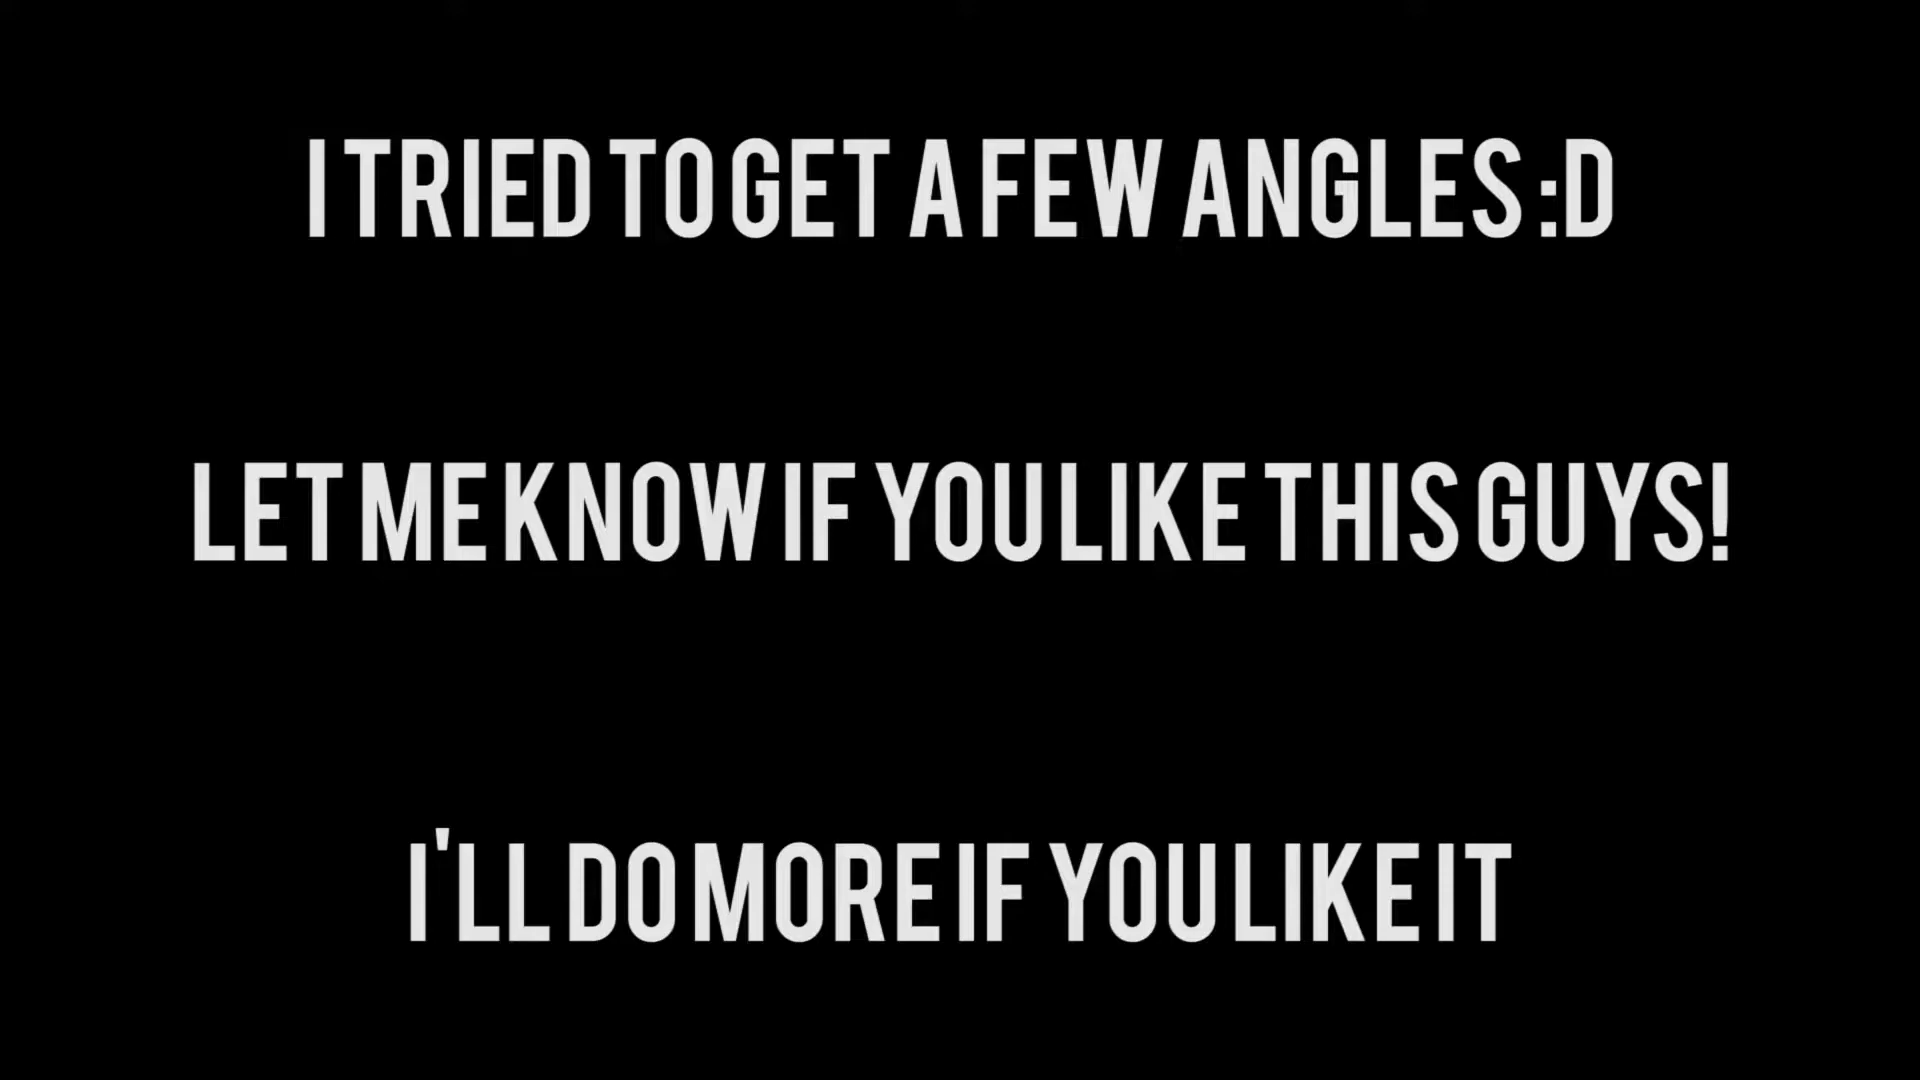 I TRIED TO GET A FEW ANGLES :D
LET ME KNOW IF YOU LIKE THIS GUYS!
I'LL DO MORE IF YOU LIKE IT